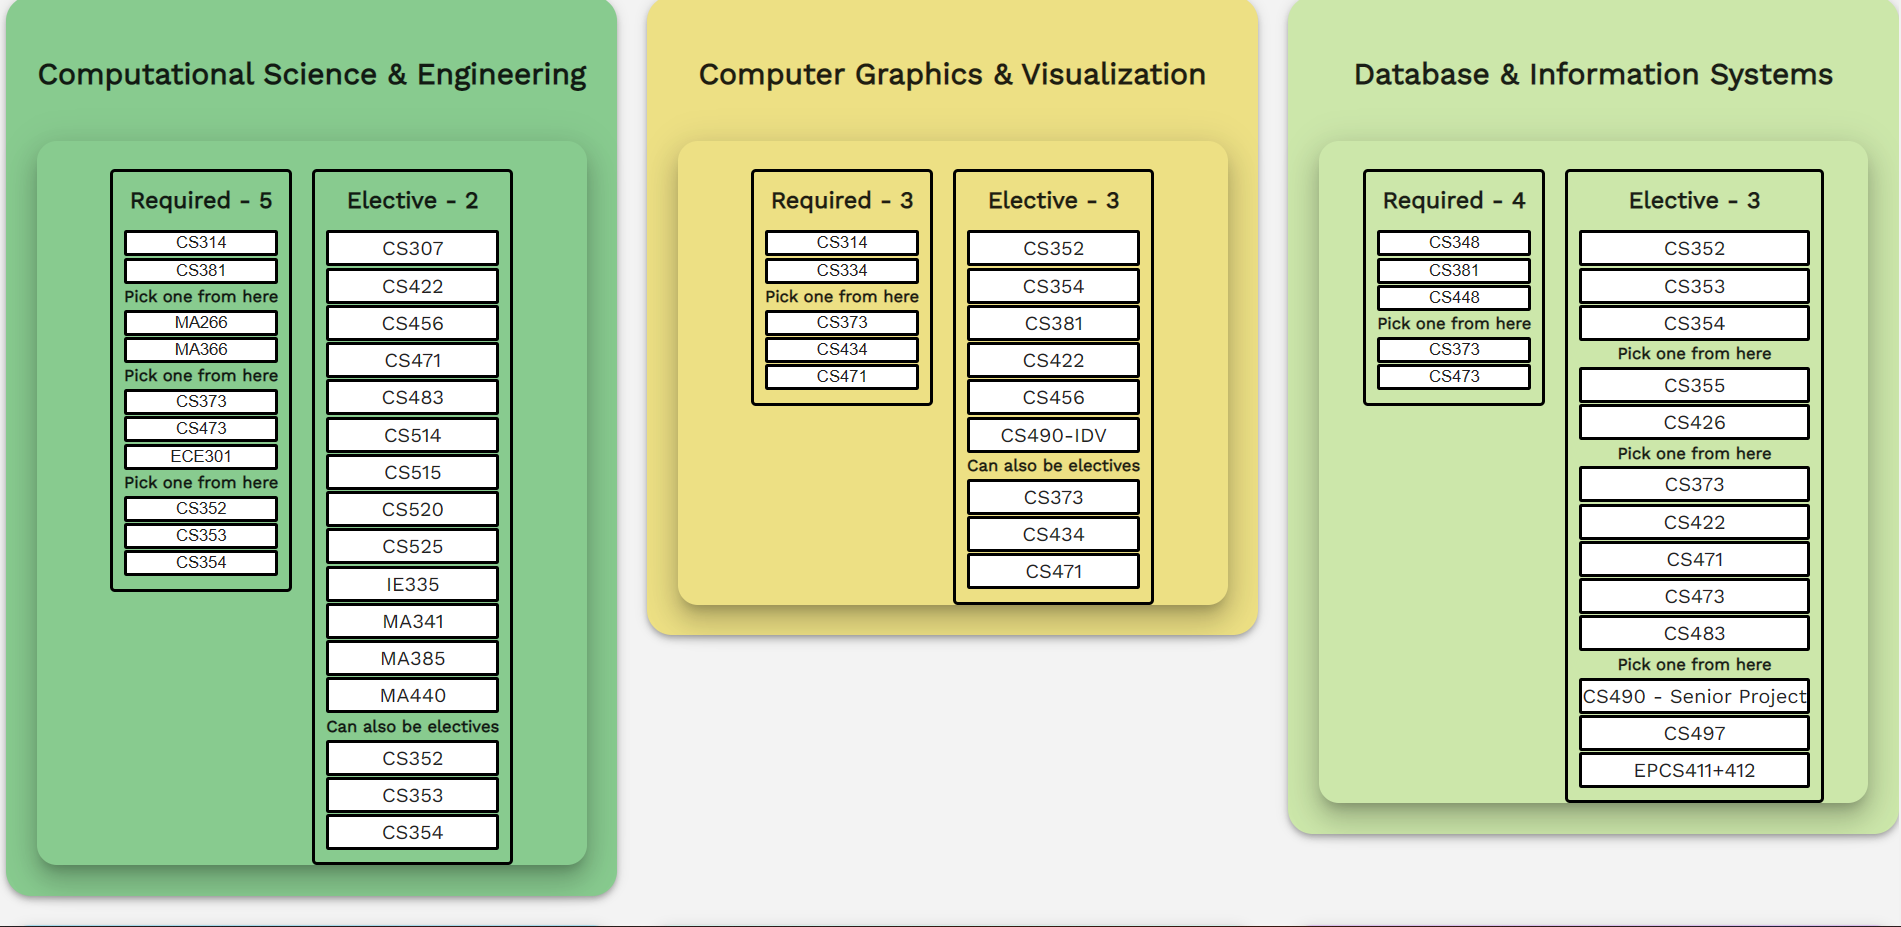 Computational Science & Engineering
Required - 5
CS314
CS381
Pick one from here
MA266
MA366
Pick one from here
CS373
CS473
ECE301
Pick one from here
CS352
CS353
CS354
Elective - 2
CS307
CS422
CS456
CS471
CS483
CS514
CS515
CS520
CS525
IE335
MA341
MA385
MA440
Can also be electives
CS352
CS353
CS354
Computer Graphics & Visualization
Required - 3
CS314
CS334
Pick one from here
CS373
CS434
CS471
Elective - 3
CS352
CS354
CS381
CS422
CS456
CS490-IDV
Can also be electives
CS373
CS434
CS471
Database & Information Systems
Required - 4
CS348
CS381
CS448
Pick one from here
CS373
CS473
Elective - 3
CS352
CS353
CS354
Pick one from here
CS355
CS426
Pick one from here
CS373
CS422
CS471
CS473
CS483
Pick one from here
CS490 - Senior Project
CS497
EPCS411+412